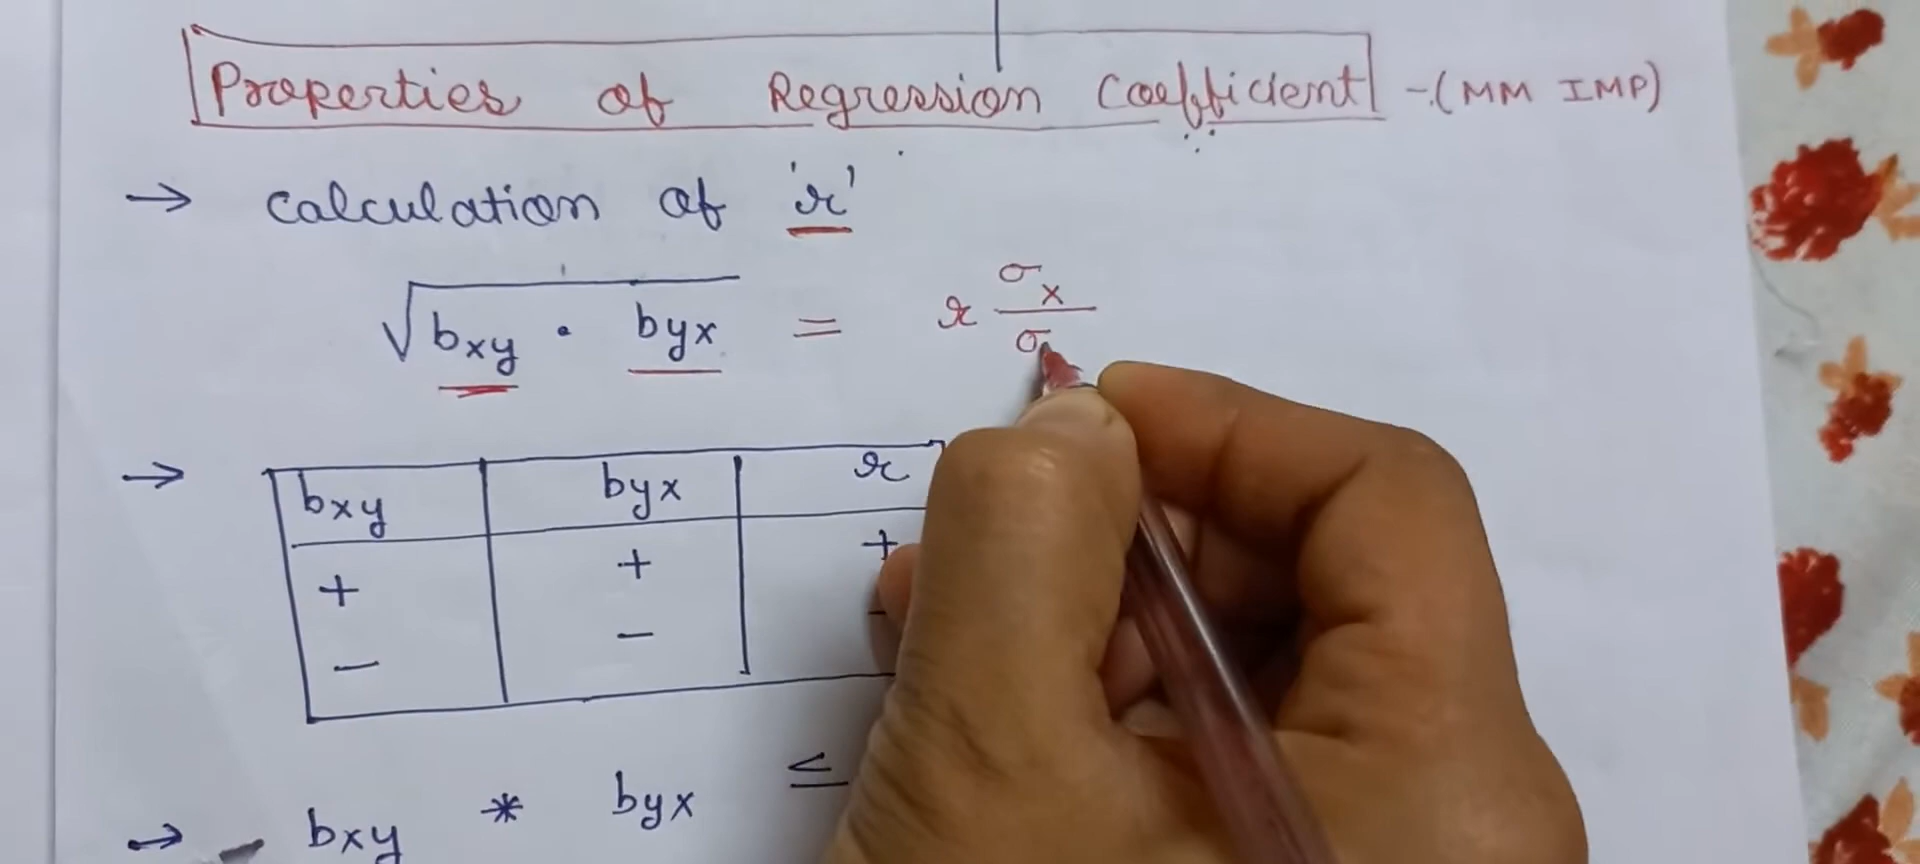 Properties of Regression Coefficient - (MM IMP)
→ Calculation of 'r'
√bxy · byx = r σx / σ
→ bxy byx r
+ + +
- - -
→ bxy * byx ≤